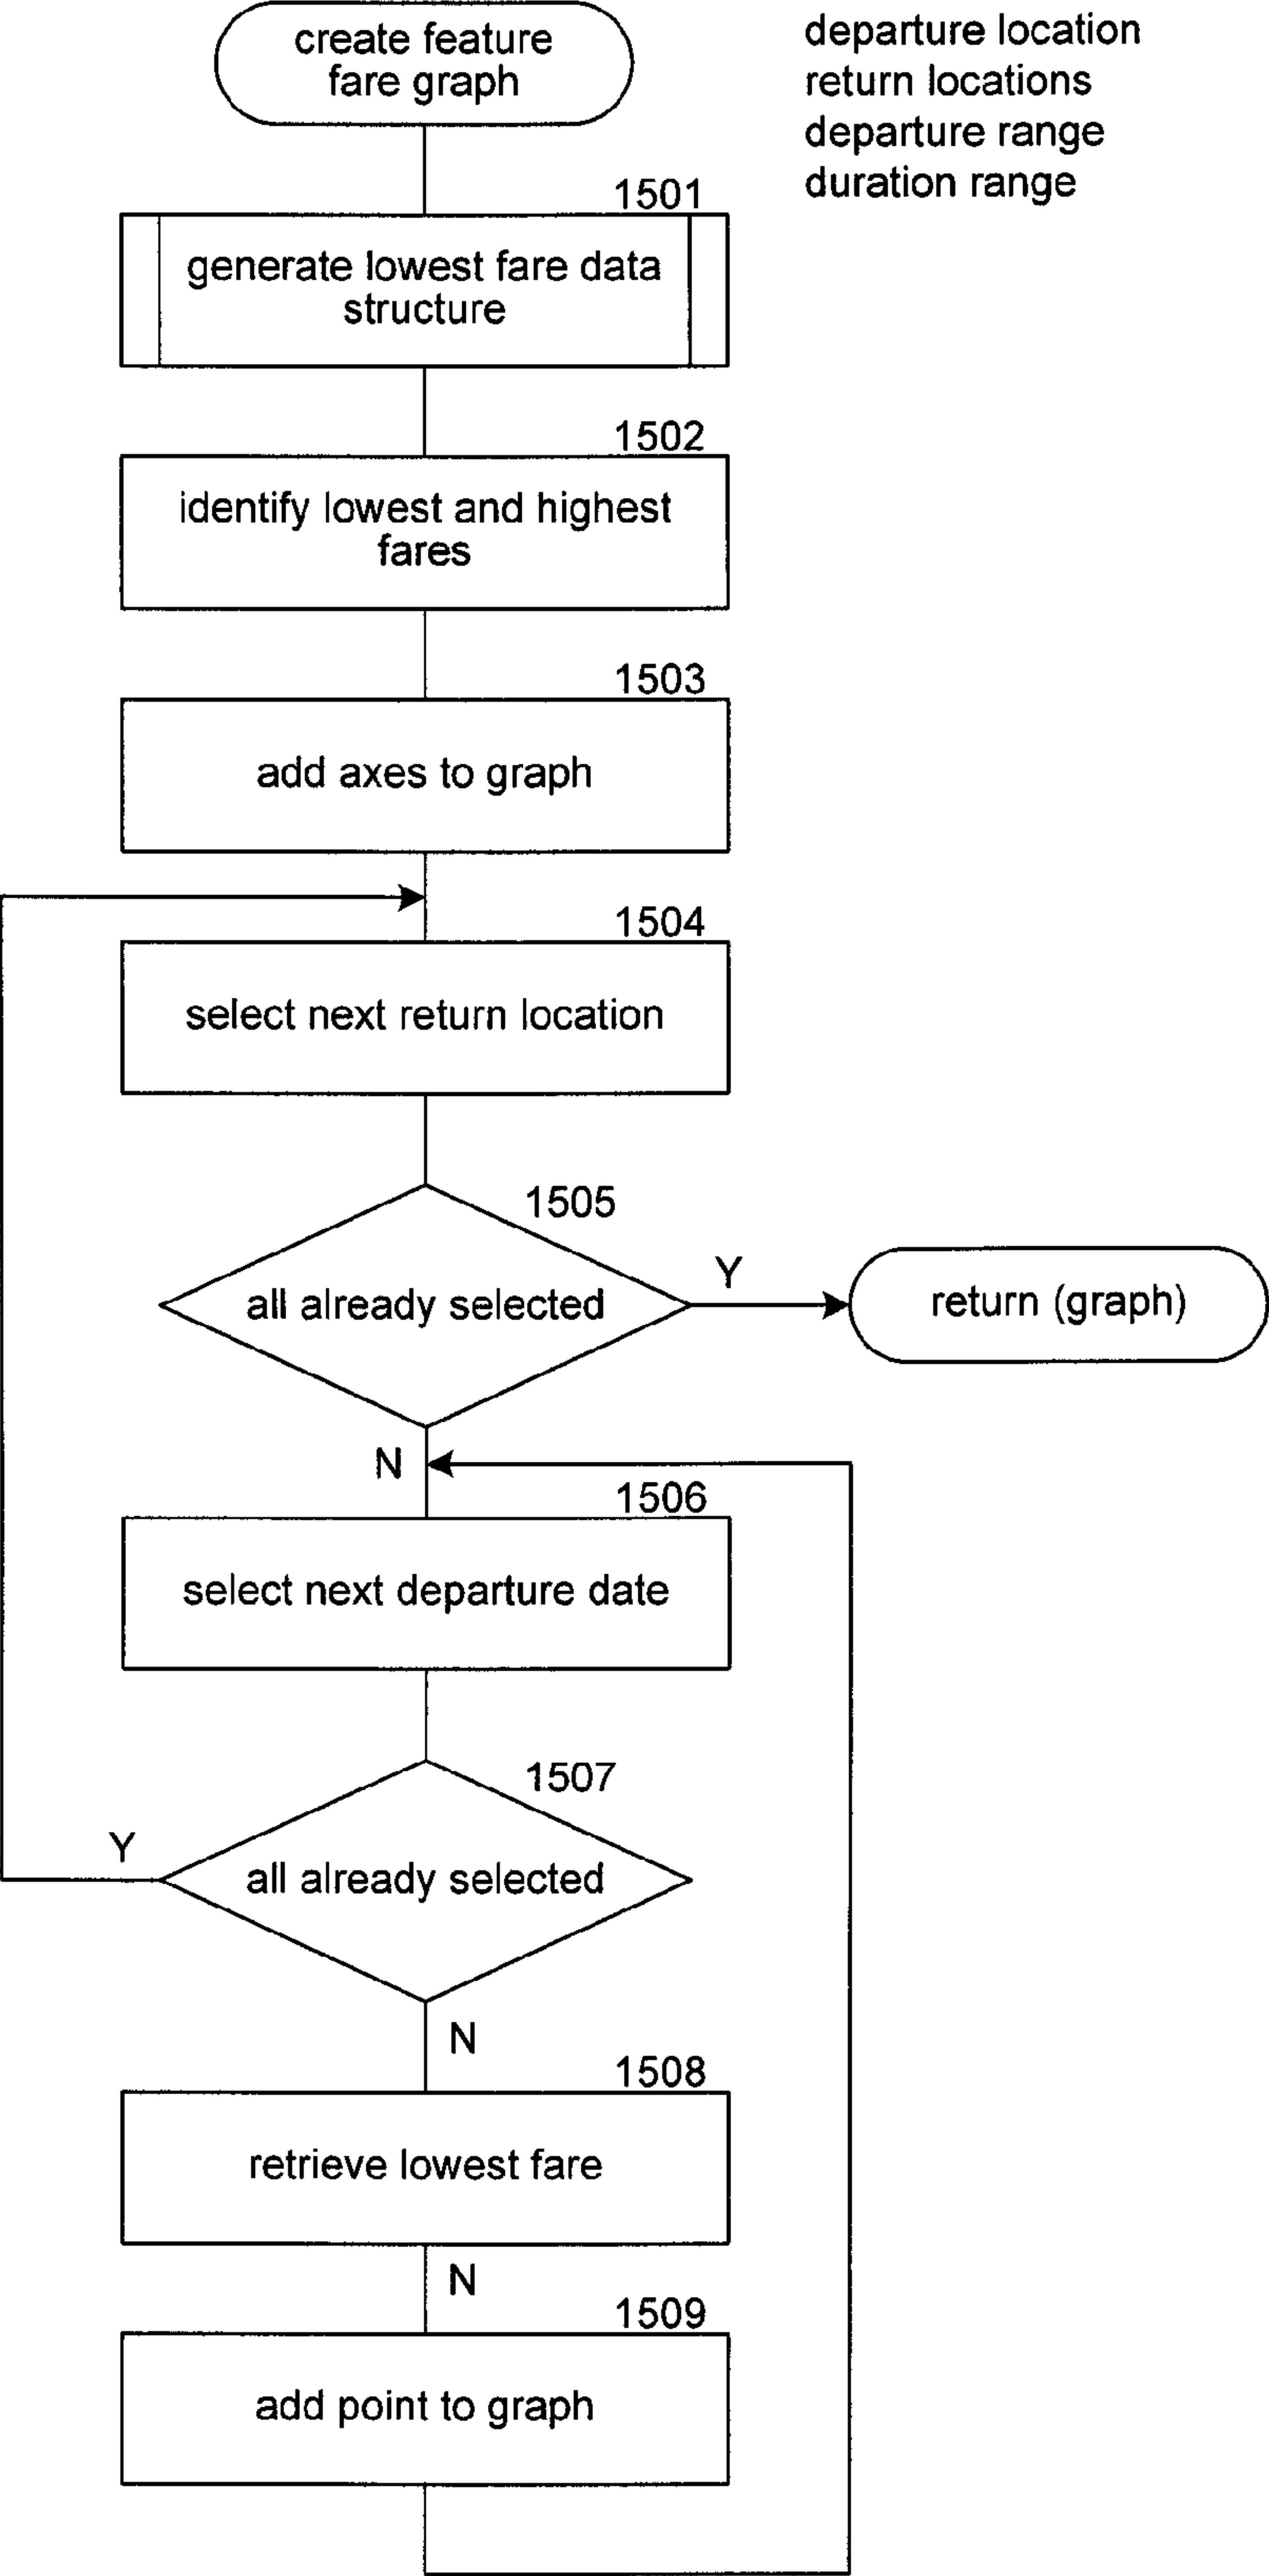 create feature
fare graph
departure location
return locations
departure range
duration range
1501
generate lowest fare data
structure
1502
identify lowest and highest
fares
1503
add axes to graph
1504
select next return location
1505
all already selected
Y
return (graph)
N
1506
select next departure date
1507
Y
all already selected
N
1508
retrieve lowest fare
N
1509
add point to graph